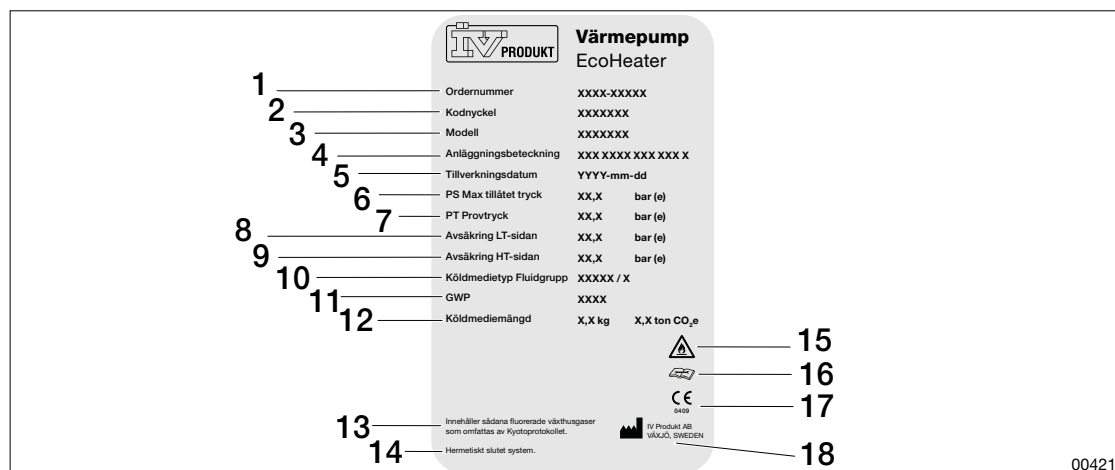 IV PRODUKT
Värmepump
EcoHeater
1 Ordernummer XXXX-XXXXX
2 Kodnyckel XXXXXXX
3 Modell XXXXXXX
4 Anläggningsbeteckning XXX XXXX XXX XXX X
5 Tillverkningsdatum YYYY-mm-dd
6 PS Max tillåtet tryck XX,X bar (e)
7 PT Provtryck XX,X bar (e)
8 Avsäkring LT-sidan XX,X bar (e)
9 Avsäkring HT-sidan XX,X bar (e)
10 Köldmedietyp Fluidgrupp XXXXX / X
11 GWP XXXX
12 Köldmediemängd X,X kg X,X ton CO₂e
15
16
CE 17
0409
13 Innehåller sådana fluorerade växthusgaser
som omfattas av Kyotoprotokollet.
IV Produkt AB
VÄXJÖ, SWEDEN
18
14 Hermetiskt slutet system.
00421